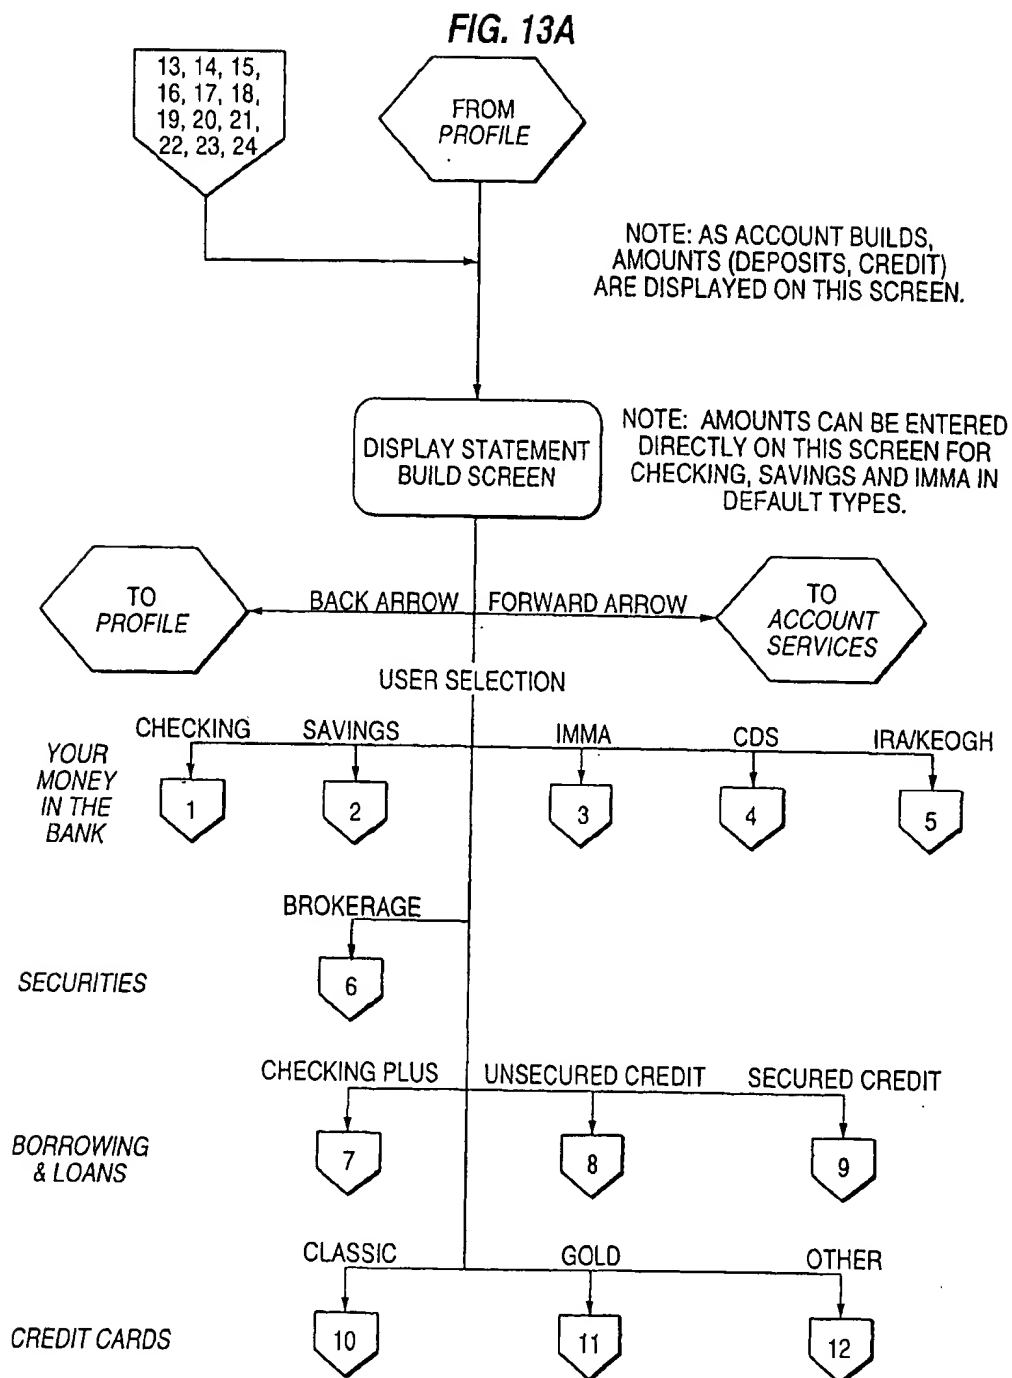 FIG. 13A
13, 14, 15,
16, 17, 18,
19, 20, 21,
22, 23, 24
FROM
PROFILE
NOTE: AS ACCOUNT BUILDS,
AMOUNTS (DEPOSITS, CREDIT)
ARE DISPLAYED ON THIS SCREEN.
DISPLAY STATEMENT
BUILD SCREEN
NOTE: AMOUNTS CAN BE ENTERED
DIRECTLY ON THIS SCREEN FOR
CHECKING, SAVINGS AND IMMA IN
DEFAULT TYPES.
TO
PROFILE
BACK ARROW
FORWARD ARROW
TO
ACCOUNT
SERVICES
USER SELECTION
YOUR
MONEY
IN THE
BANK
CHECKING
SAVINGS
IMMA
CDS
IRA/KEOGH
1
2
3
4
5
BROKERAGE
SECURITIES
6
CHECKING PLUS
UNSECURED CREDIT
SECURED CREDIT
BORROWING
& LOANS
7
8
9
CLASSIC
GOLD
OTHER
CREDIT CARDS
10
11
12